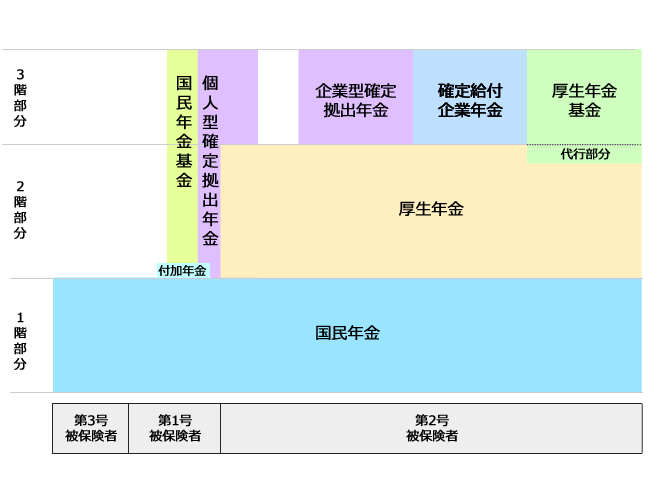 3階部分
国民年金基金
個人型確定拠出年金
企業型確定
拠出年金
確定給付
企業年金
厚生年金
基金
代行部分
2階部分
厚生年金
付加年金
1階部分
国民年金
第3号
被保険者
第1号
被保険者
第2号
被保険者